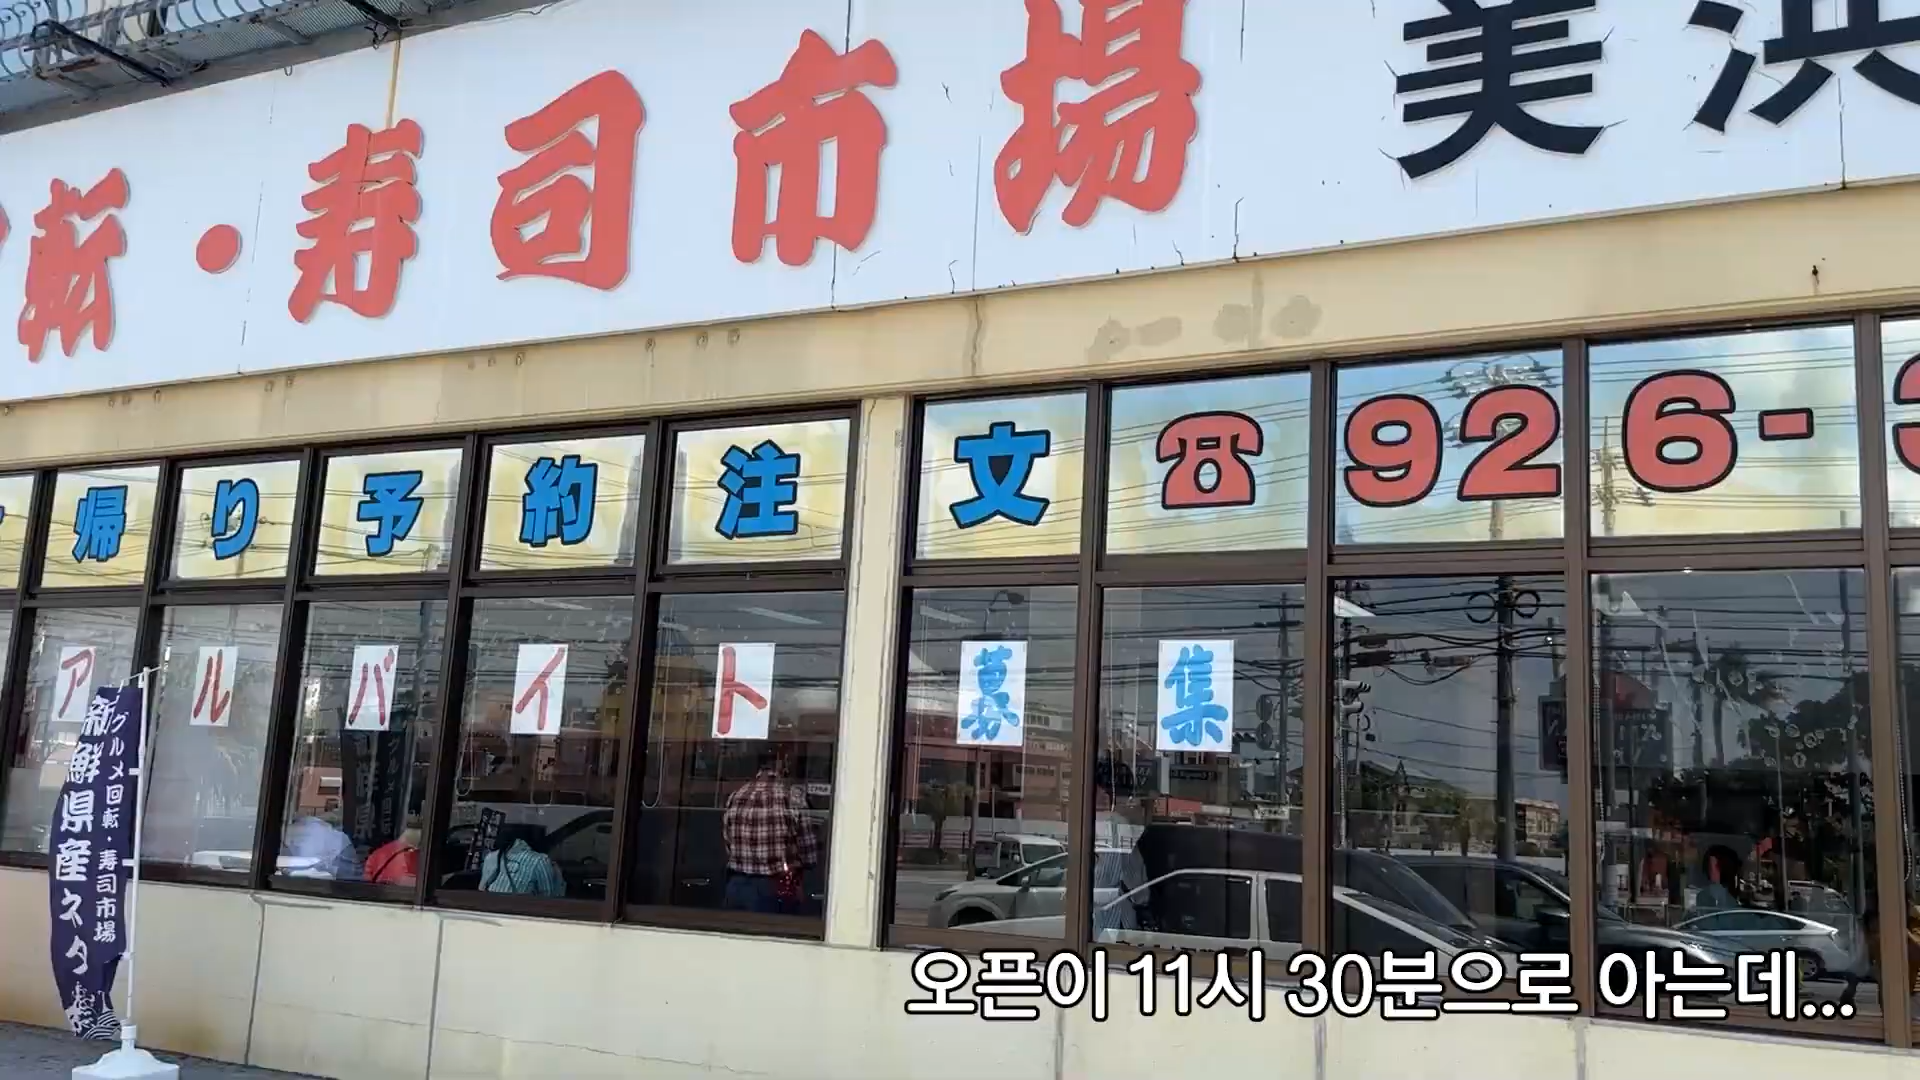 転・寿司市場 美浜
帰り予約注文☎926-
アルバイト募集
新鮮県産ネタ
グルメ回転・寿司市場
오픈이 11시 30분으로 아는데...